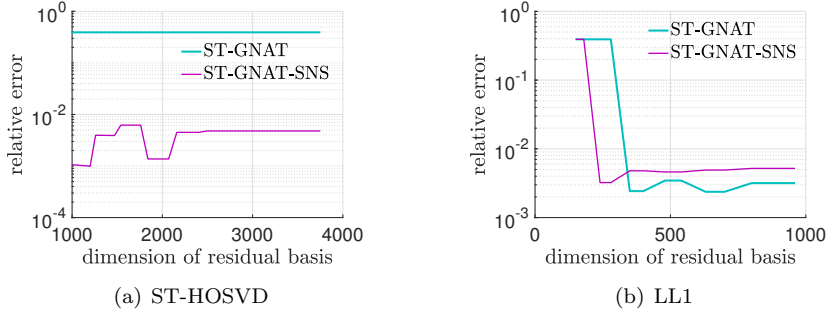 10^0
10^-2
10^-4
relative error
ST-GNAT
ST-GNAT-SNS
1000 2000 3000 4000
dimension of residual basis
(a) ST-HOSVD
10^0
10^-1
10^-2
10^-3
relative error
ST-GNAT
ST-GNAT-SNS
0 500 1000
dimension of residual basis
(b) LL1